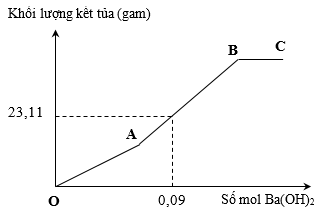 Khối lượng kết tủa (gam)
B C
23,11
A
O 0,09 Số mol Ba(OH)₂